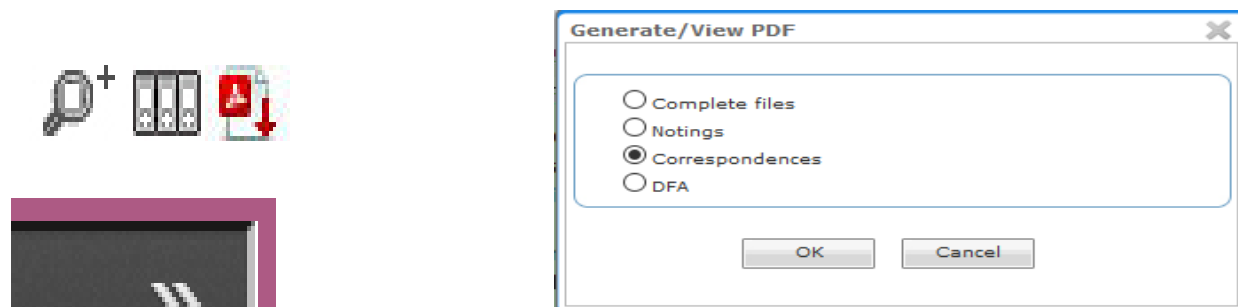 Generate/View PDF
Complete files
Notings
Correspondences
DFA
OK
Cancel